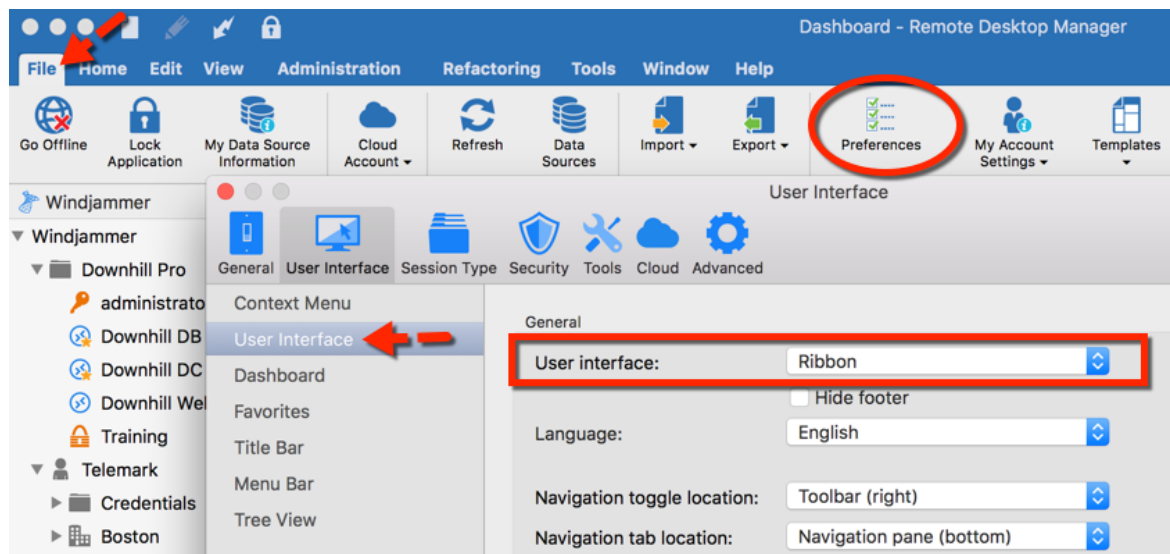 Dashboard - Remote Desktop Manager
File Home Edit View Administration Refactoring Tools Window Help
Go Offline
Lock Application
My Data Source Information
Cloud Account
Refresh
Data Sources
Import
Export
Preferences
My Account Settings
Templates
Windjammer
Windjammer
Downhill Pro
administrato
Downhill DB
Downhill DC
Downhill Wel
Training
Telemark
Credentials
Boston
User Interface
General User Interface Session Type Security Tools Cloud Advanced
Context Menu
User Interface
Dashboard
Favorites
Title Bar
Menu Bar
Tree View
General
User interface: Ribbon
Hide footer
Language: English
Navigation toggle location: Toolbar (right)
Navigation tab location: Navigation pane (bottom)